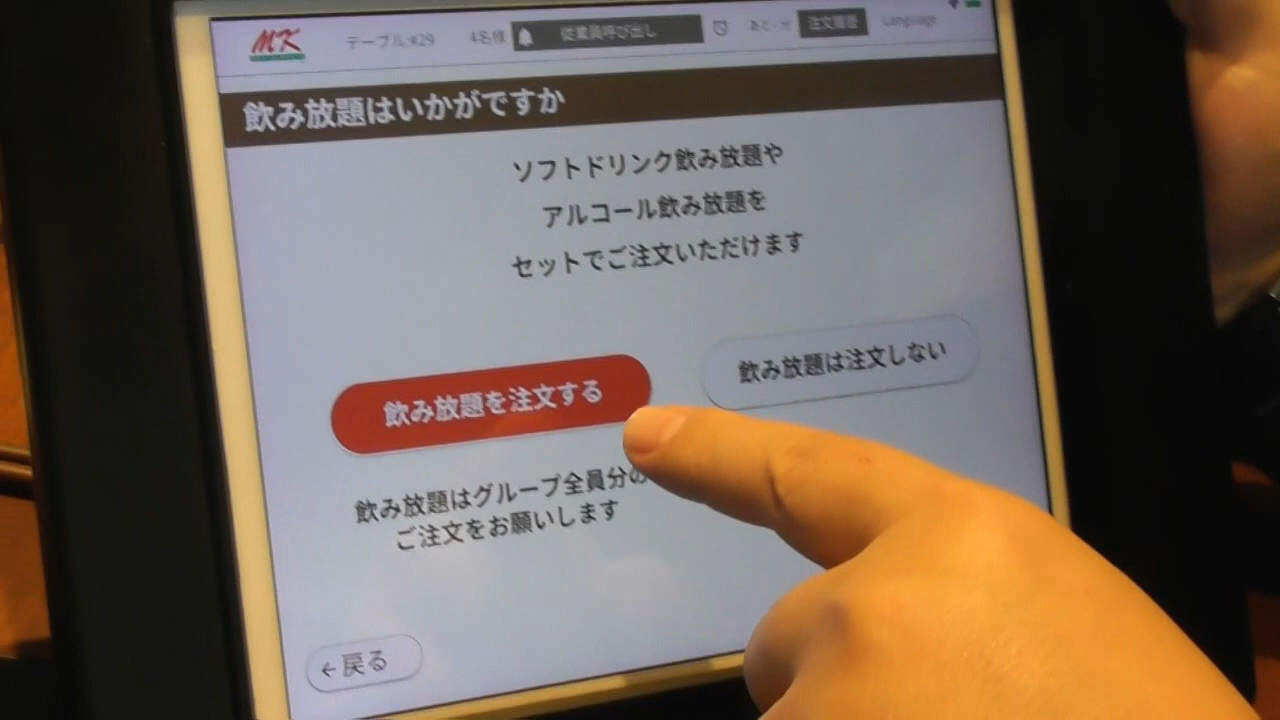 MK
テーブル:#29
4名様
従業員呼び出し
あと-分
注文履歴
Language
飲み放題はいかがですか
ソフトドリンク飲み放題や
アルコール飲み放題を
セットでご注文いただけます
飲み放題を注文する
飲み放題は注文しない
飲み放題はグループ全員分の
ご注文をお願いします
←戻る